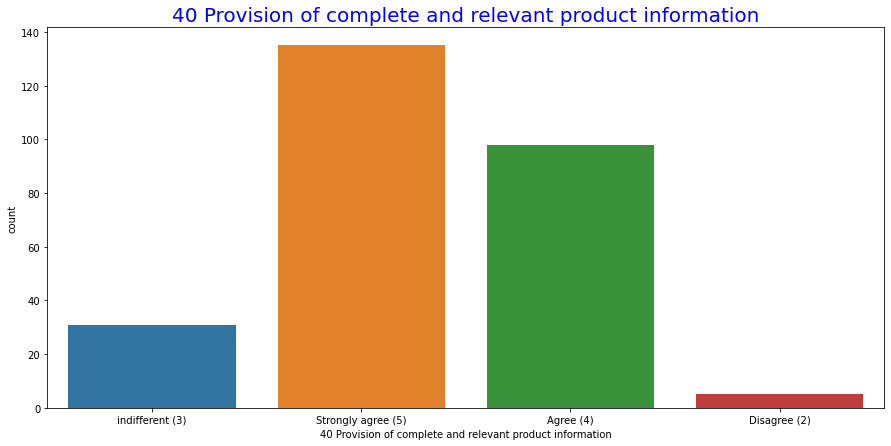 40 Provision of complete and relevant product information
140
120
100
80
60
40
20
0
count
indifferent (3)
Strongly agree (5)
Agree (4)
Disagree (2)
40 Provision of complete and relevant product information